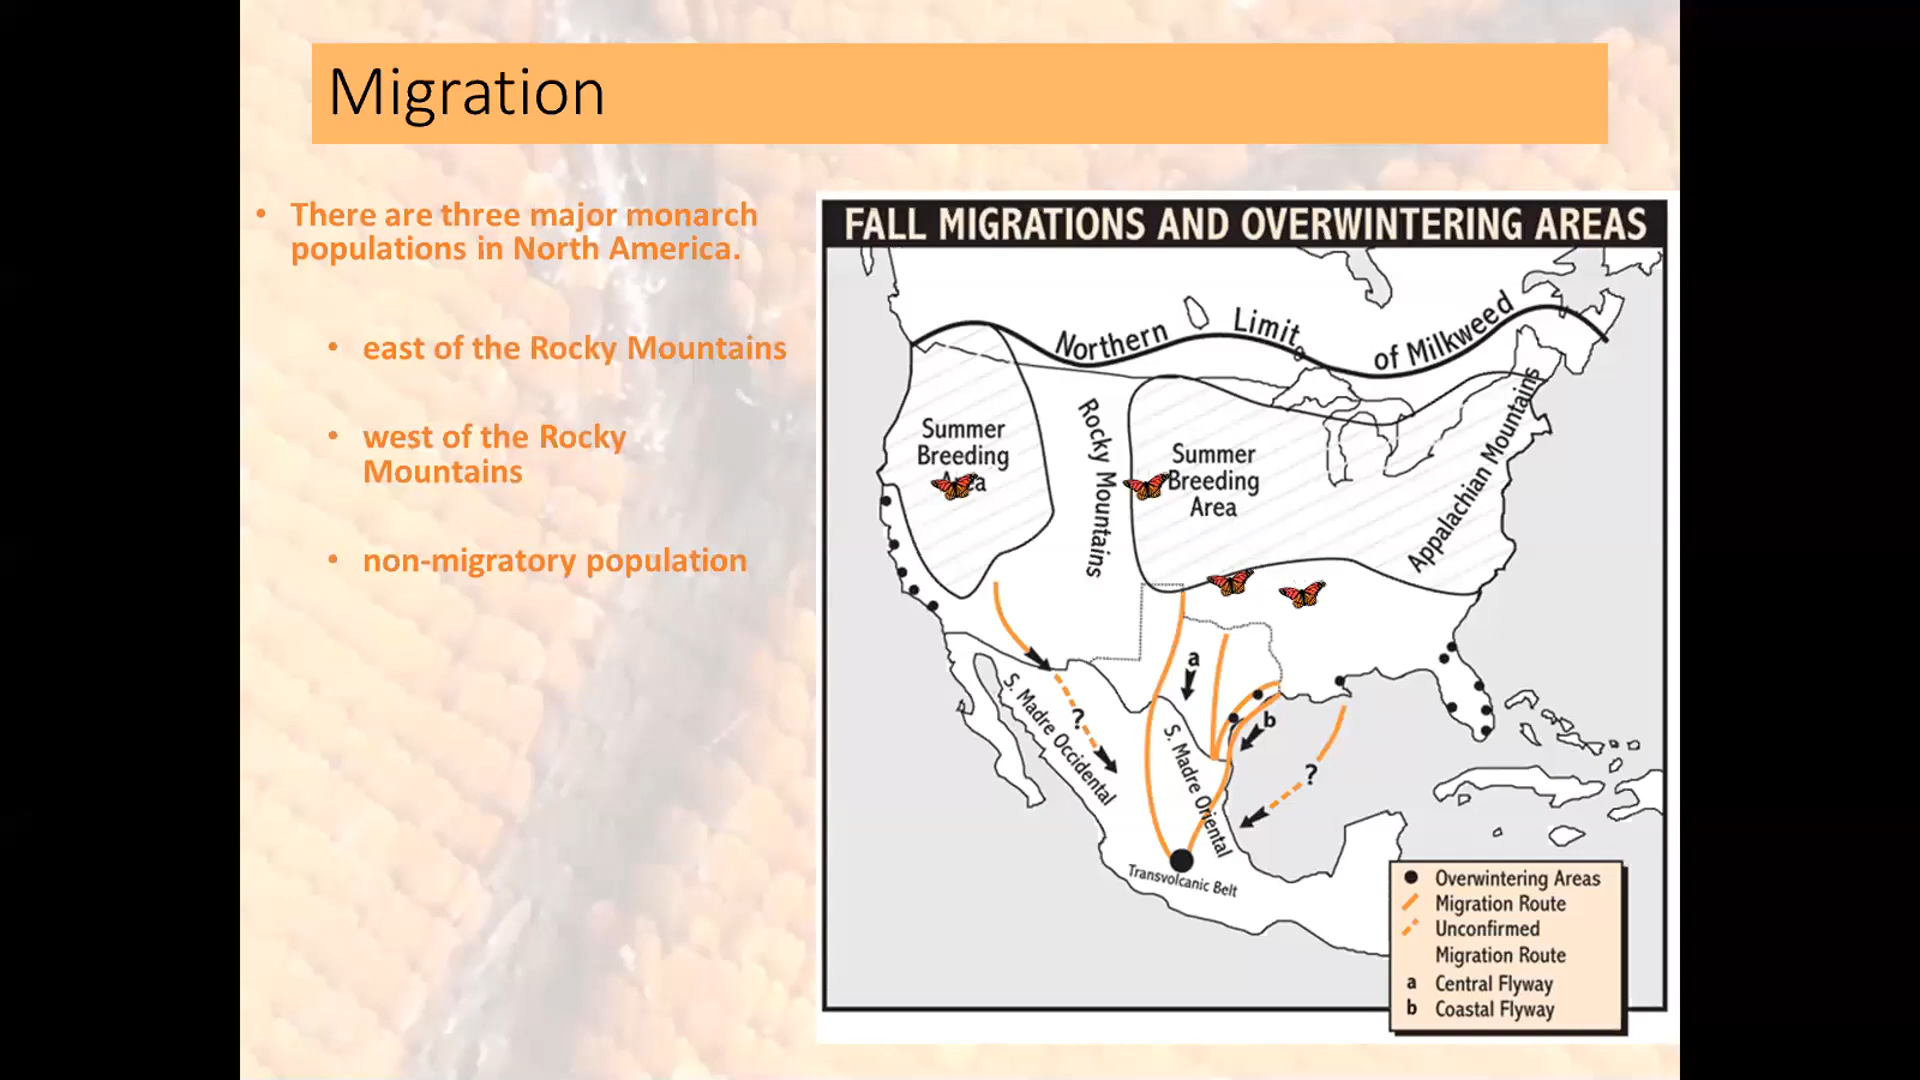 Migration
• There are three major monarch
populations in North America.
• east of the Rocky Mountains
• west of the Rocky
Mountains
• non-migratory population
FALL MIGRATIONS AND OVERWINTERING AREAS
Northern Limit of Milkweed
Summer
Breeding
Area
Rocky Mountains
Summer
Breeding
Area
Appalachian Mountains
a
b
?
?
S. Madre Occidental
S. Madre Oriental
Transvolcanic Belt
Overwintering Areas
Migration Route
Unconfirmed
Migration Route
a Central Flyway
b Coastal Flyway